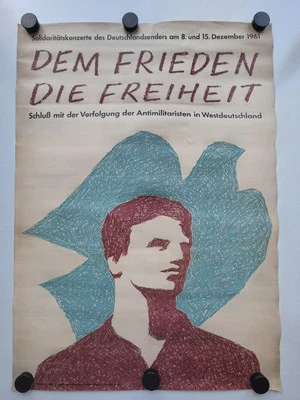 Solidaritätskonzerte des Deutschlandsenders am 8. und 15. Dezember 1961
DEM FRIEDEN
DIE FREIHEIT
Schluß mit der Verfolgung der Antimilitaristen in Westdeutschland